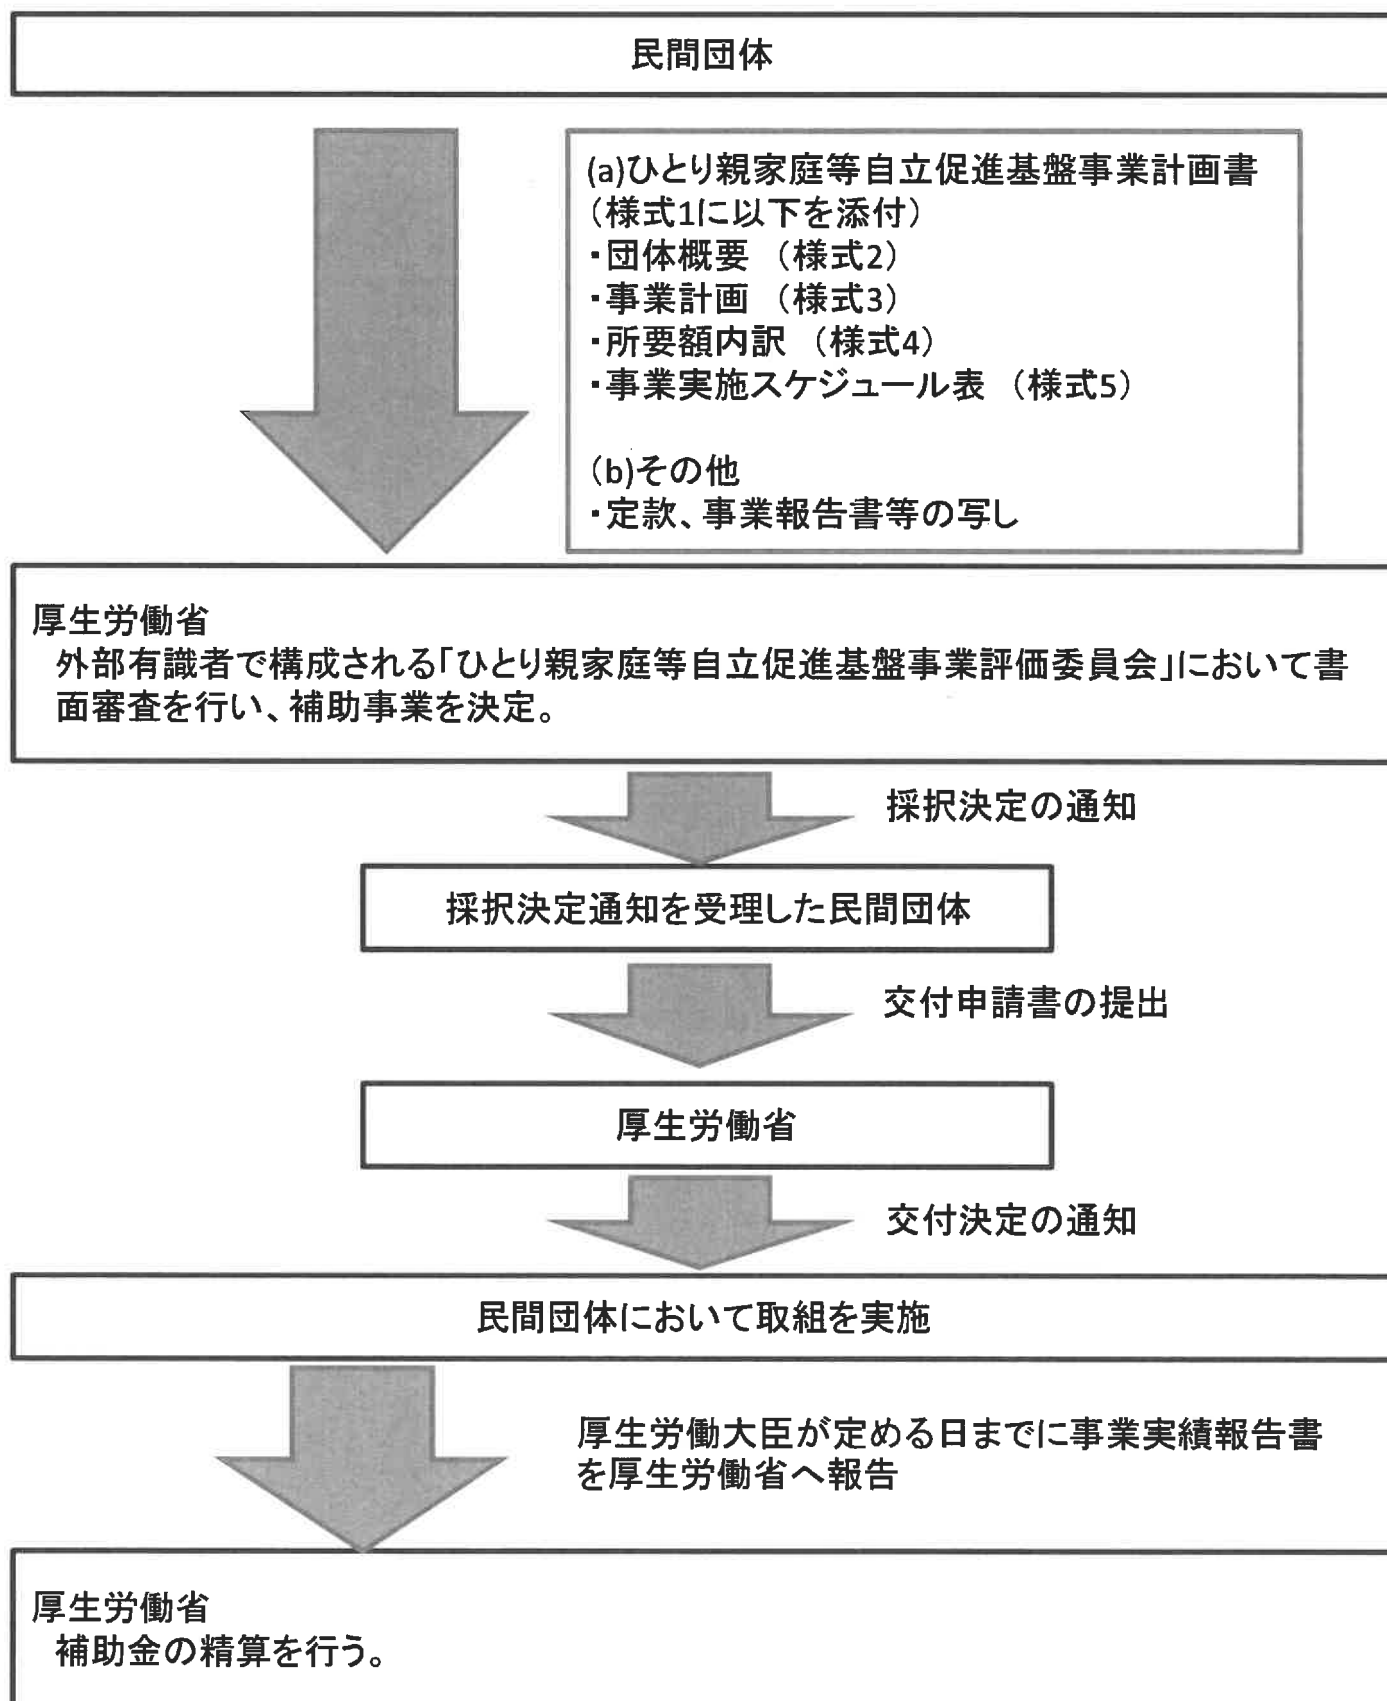 民間団体
(a)ひとり親家庭等自立促進基盤事業計画書
（様式1に以下を添付）
・団体概要　（様式2）
・事業計画　（様式3）
・所要額内訳　（様式4）
・事業実施スケジュール表　（様式5）
(b)その他
・定款、事業報告書等の写し
厚生労働省
外部有識者で構成される「ひとり親家庭等自立促進基盤事業評価委員会」において書
面審査を行い、補助事業を決定。
採択決定の通知
採択決定通知を受理した民間団体
交付申請書の提出
厚生労働省
交付決定の通知
民間団体において取組を実施
厚生労働大臣が定める日までに事業実績報告書
を厚生労働省へ報告
厚生労働省
補助金の精算を行う。